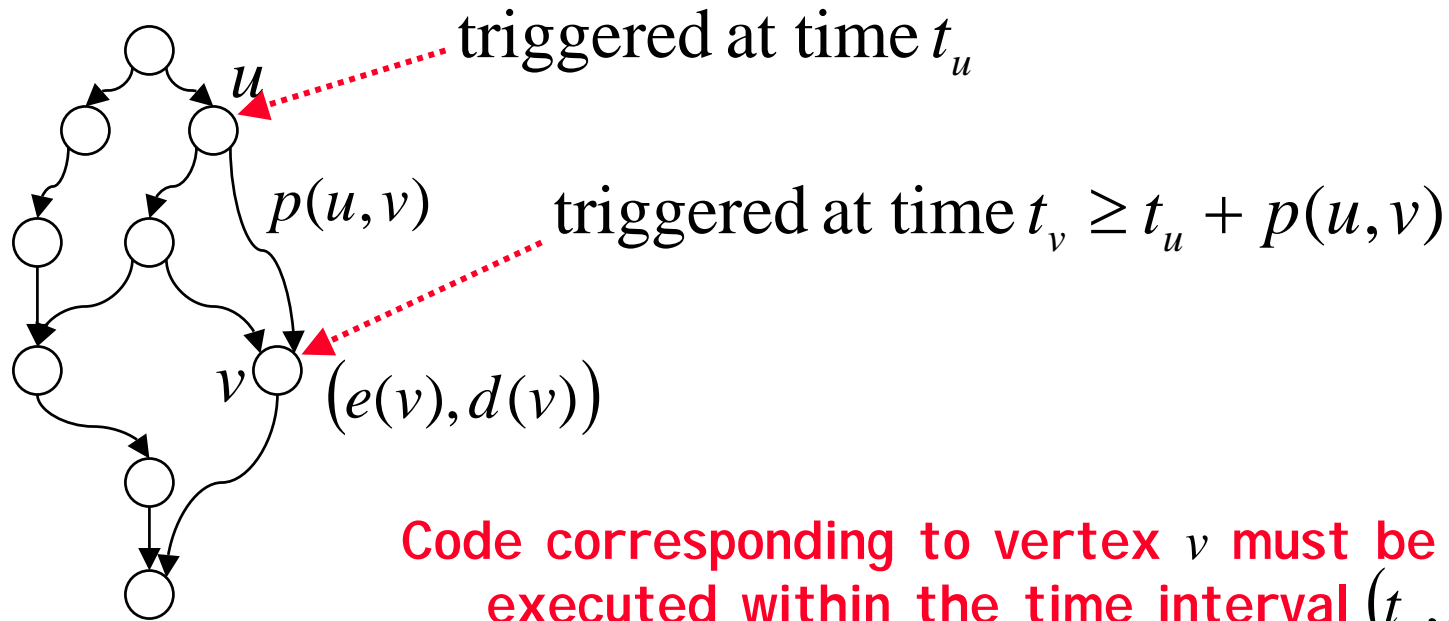 triggered at time t_u
u
p(u,v)
triggered at time t_v ≥ t_u + p(u,v)
v (e(v),d(v))
Code corresponding to vertex v must be
executed within the time interval (t